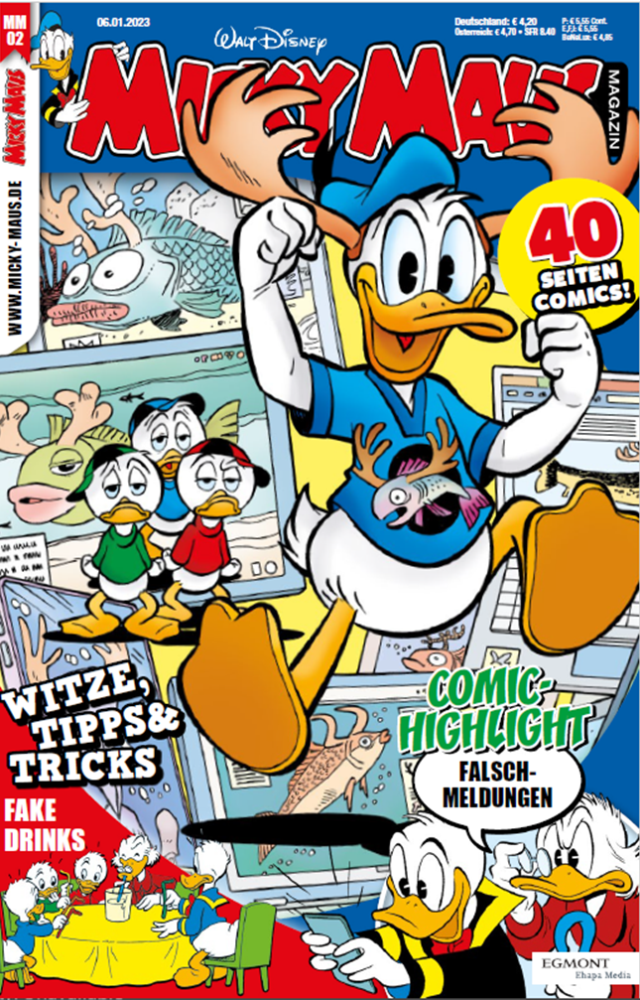 MM
02
MICKY MAUS
WWW.MICKY-MAUS.DE
06.01.2023
WALT DISNEY
Deutschland: € 4,20
Österreich: € 4,70 • SFR 8.40
P: € 5,55 Cont.
E,F,I: € 5,55
BeNeLux: € 4,85
MICKY MAUS
MAGAZIN
40
SEITEN
COMICS!
WITZE,
TIPPS &
TRICKS
FAKE
DRINKS
COMIC-
HIGHLIGHT
FALSCH-
MELDUNGEN
EGMONT
Ehapa Media